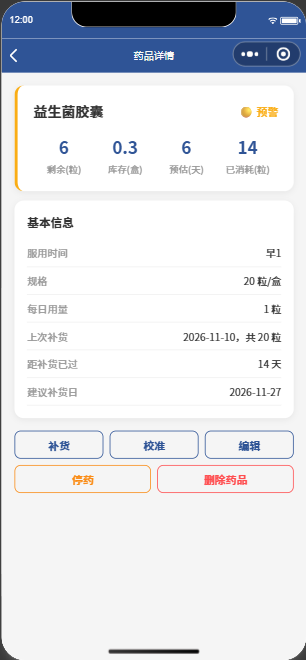 12:00
药品详情
益生菌胶囊
预警
6 0.3 6 14
剩余(粒) 库存(盒) 预估(天) 已消耗(粒)
基本信息
服用时间 早1
规格 20 粒/盒
每日用量 1 粒
上次补货 2026-11-10，共 20 粒
距补货已过 14 天
建议补货日 2026-11-27
补货 校准 编辑
停药 删除药品